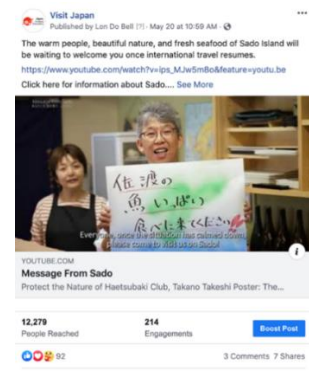 Visit Japan
Published by Lon Do Bell [?] · May 20 at 10:59 AM ·
The warm people, beautiful nature, and fresh seafood of Sado Island will
be waiting to welcome you once international travel resumes.
https://www.youtube.com/watch?v=ips_MJw5m8o&feature=youtu.be
Click here for information about Sado.... See More
佐渡の
魚いっぱい
食べに来てください
Everyone, once the situation has calmed down,
please come to visit us on Sado!
YOUTUBE.COM
Message From Sado
Protect the Nature of Haetsubaki Club, Takano Takeshi Poster: The...
12,279
214
Boost Post
People Reached
Engagements
92
3 Comments 7 Shares